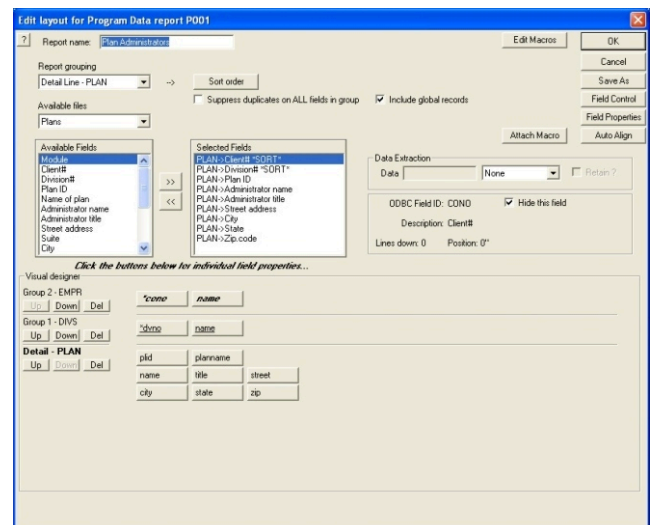 Edit layout for Program Data report P001
?
Report name: Plan Administrators
Edit Macros
OK
Report grouping
Cancel
Detail Line - PLAN
-->
Sort order
Save As
Suppress duplicates on ALL fields in group
Include global records
Field Control
Available files
Plans
Field Properties
Attach Macro
Auto Align
Available Fields
Module
Client#
Division#
Plan ID
Name of plan
Administrator name
Administrator title
Street address
Suite
City
>>
<<
Selected Fields
PLAN->Client# *SORT*
PLAN->Division# *SORT*
PLAN->Plan ID
PLAN->Administrator name
PLAN->Administrator title
PLAN->Street address
PLAN->City
PLAN->State
PLAN->Zip.code
Data Extraction
Data
None
Retain ?
ODBC Field ID: CONO
Hide this field
Description: Client#
Lines down: 0 Position: 0"
Click the buttons below for individual field properties...
Visual designer
Group 2 - EMPR
Up Down Del
*cono name
Group 1 - DIVS
Up Down Del
*dvno name
Detail - PLAN
Up Down Del
plid planname
name title street
city state zip